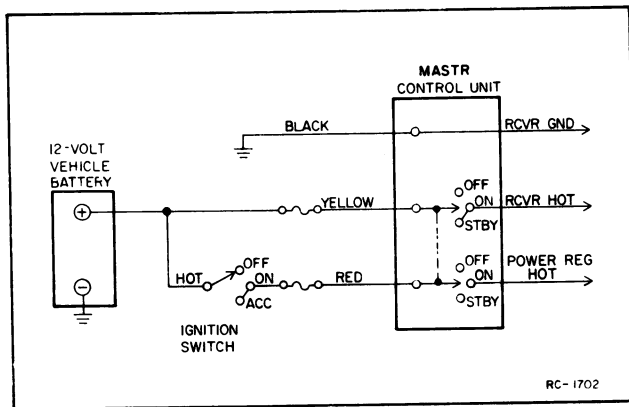 MASTR
CONTROL UNIT
BLACK
RCVR GND
12-VOLT
VEHICLE
BATTERY
OFF
YELLOW
ON
RCVR HOT
STBY
OFF
HOT
ON
RED
OFF
ON
POWER REG
HOT
ACC
STBY
IGNITION
SWITCH
RC-1702